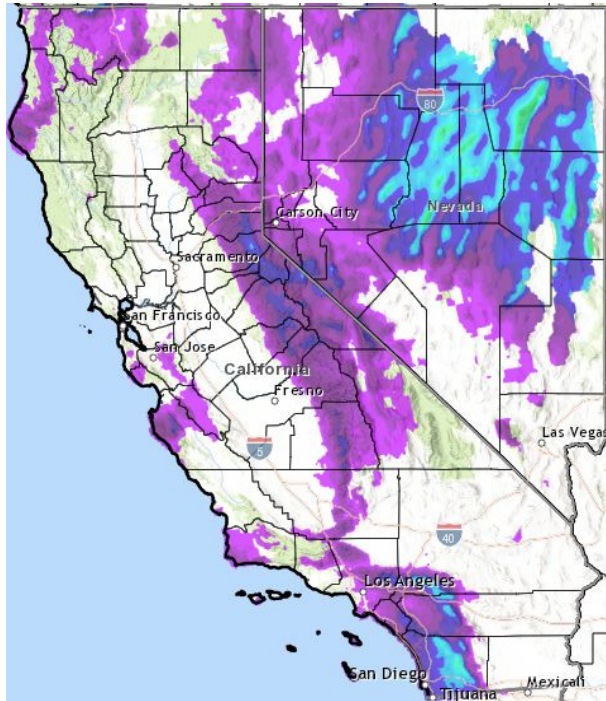 80
Nevada
Carson City
Sacramento
San Francisco
San Jose
California
Fresno
5
Las Vegas
40
Los Angeles
San Diego
Tijuana
Mexicali